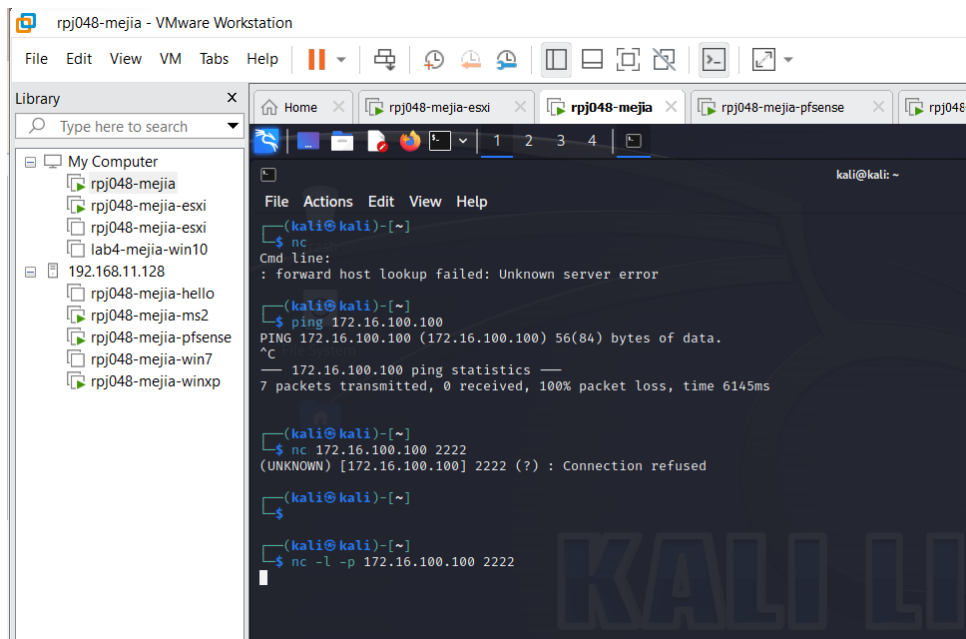 rpj048-mejia - VMware Workstation
File Edit View VM Tabs Help
Library X
Type here to search
My Computer
rpj048-mejia
rpj048-mejia-esxi
rpj048-mejia-esxi
lab4-mejia-win10
192.168.11.128
rpj048-mejia-hello
rpj048-mejia-ms2
rpj048-mejia-pfsense
rpj048-mejia-win7
rpj048-mejia-winxp
Home rpj048-mejia-esxi rpj048-mejia rpj048-mejia-pfsense rpj048
1 2 3 4
kali@kali: ~
File Actions Edit View Help
┌──(kali㉿kali)-[~]
└─$ nc
Cmd line:
: forward host lookup failed: Unknown server error
┌──(kali㉿kali)-[~]
└─$ ping 172.16.100.100
PING 172.16.100.100 (172.16.100.100) 56(84) bytes of data.
^C
— 172.16.100.100 ping statistics —
7 packets transmitted, 0 received, 100% packet loss, time 6145ms
┌──(kali㉿kali)-[~]
└─$ nc 172.16.100.100 2222
(UNKNOWN) [172.16.100.100] 2222 (?) : Connection refused
┌──(kali㉿kali)-[~]
└─$
┌──(kali㉿kali)-[~]
└─$ nc -l -p 172.16.100.100 2222
KALI LI